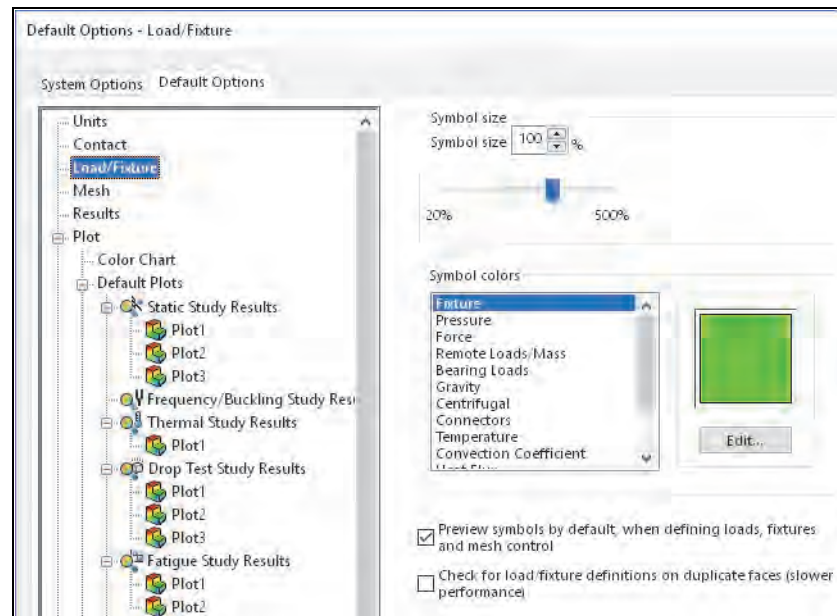 Default Options - Load/Fixture
System Options Default Options
Units
Contact
Load/Fixture
Mesh
Results
Plot
Color Chart
Default Plots
Static Study Results
Plot1
Plot2
Plot3
Frequency/Buckling Study Res
Thermal Study Results
Plot1
Drop Test Study Results
Plot1
Plot2
Plot3
Fatigue Study Results
Plot1
Plot2
Symbol size
Symbol size 100 %
20% 500%
Symbol colors
Fixture
Pressure
Force
Remote Loads/Mass
Bearing Loads
Gravity
Centrifugal
Connectors
Temperature
Convection Coefficient
Heat Flux
Edit...
Preview symbols by default, when defining loads, fixtures
and mesh control
Check for load/fixture definitions on duplicate faces (slower
performance)